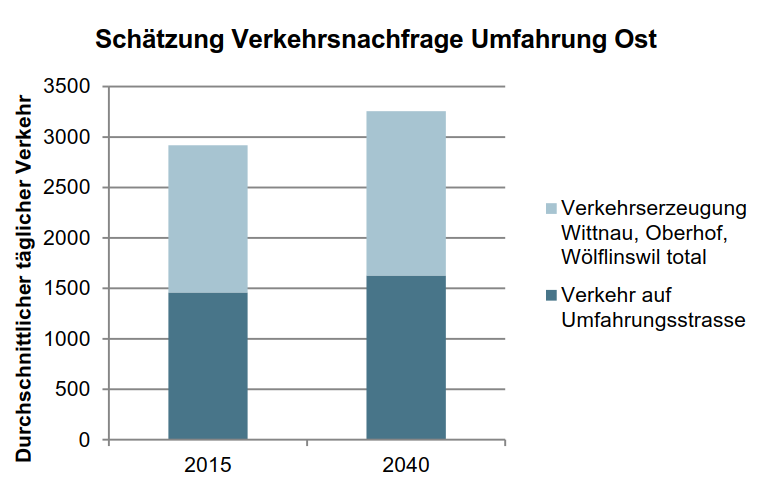 Schätzung Verkehrsnachfrage Umfahrung Ost
Durchschnittlicher täglicher Verkehr
3500
3000
2500
2000
1500
1000
500
0
2015
2040
Verkehrserzeugung
Wittnau, Oberhof,
Wölflinswil total
Verkehr auf
Umfahrungsstrasse